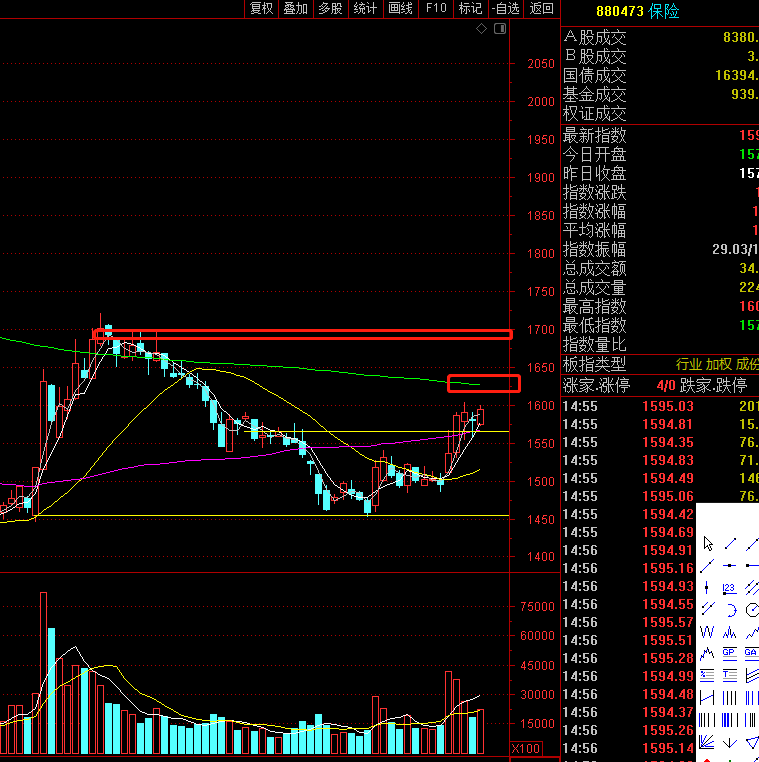 复权 叠加 多股 统计 画线 F10 标记 -自选 返回
880473 保险
A股成交 8380.
B股成交 3.
国债成交 16394.
基金成交 939.
权证成交
最新指数 159
今日开盘 157
昨日收盘 157
指数涨跌 1
指数涨幅 1
平均涨幅 1
指数振幅 29.03/1
总成交额 34.
总成交量 224
最高指数 160
最低指数 157
指数量比
板指类型 行业 加权 成份
涨家.涨停 4/0 跌家.跌停
2050
2000
1950
1900
1850
1800
1750
1700
1650
1600
1550
1500
1450
1400
14:55 1595.03 201
14:55 1594.81 15.
14:55 1594.35 76.
14:55 1594.83 71.
14:55 1594.49 148
14:55 1595.06 76.
14:55 1594.42
14:55 1594.69
14:56 1594.91
14:56 1595.16
14:56 1594.93
14:56 1594.55
14:56 1595.57
14:56 1595.51
14:56 1595.28
14:56 1594.99
14:56 1594.48
14:56 1594.37
14:56 1595.26
14:56 1595.14
75000
60000
45000
30000
15000
X100
123
GP
GA